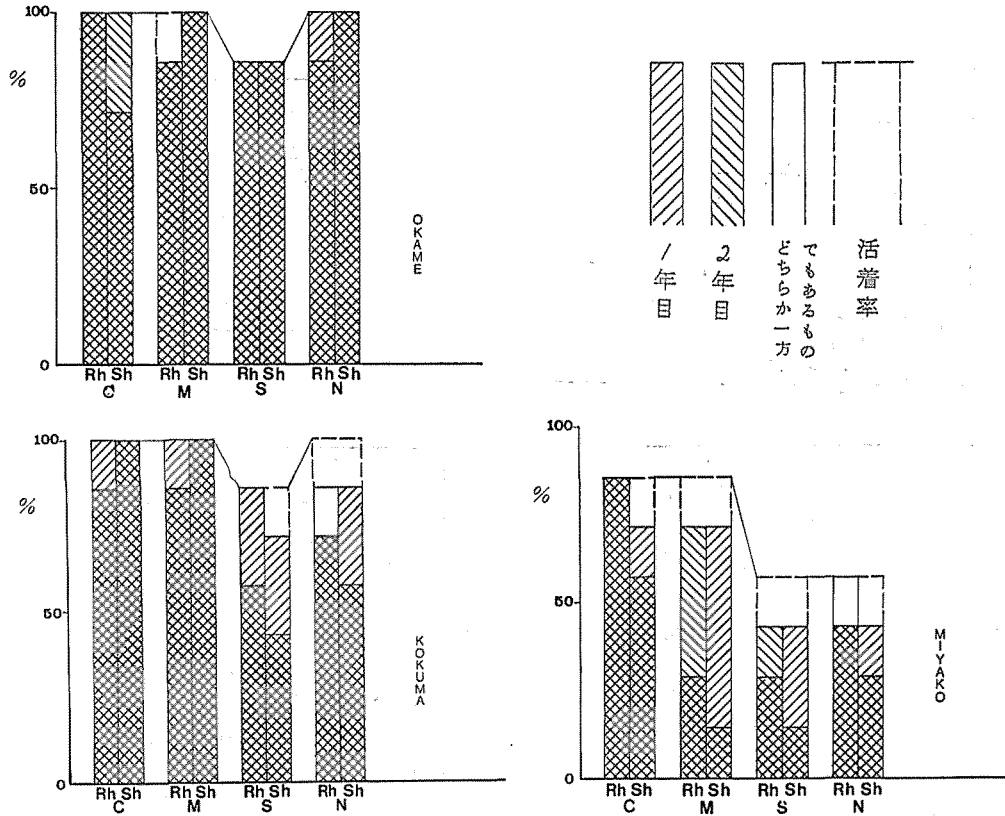 100
%
50
0
Rh Sh Rh Sh Rh Sh Rh Sh
C M S N
OKAME
1年目
2年目
どちらか一方
でもあるもの
活着率
100
%
50
0
Rh Sh Rh Sh Rh Sh Rh Sh
C M S N
KOKUMA
100
%
50
0
Rh Sh Rh Sh Rh Sh Rh Sh
C M S N
MIYAKO